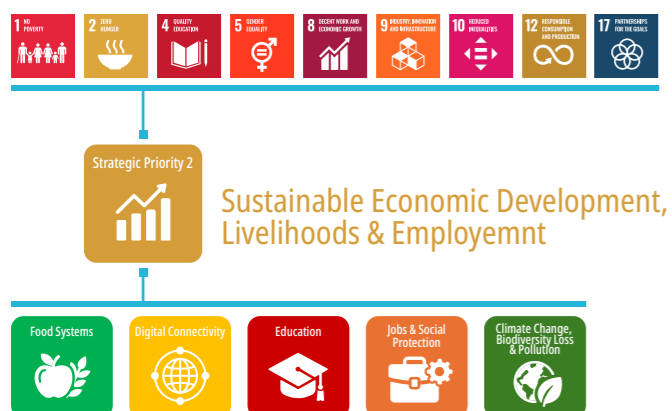 1 NO POVERTY
2 ZERO HUNGER
4 QUALITY EDUCATION
5 GENDER EQUALITY
8 DECENT WORK AND ECONOMIC GROWTH
9 INDUSTRY, INNOVATION AND INFRASTRUCTURE
10 REDUCED INEQUALITIES
12 RESPONSIBLE CONSUMPTION AND PRODUCTION
17 PARTNERSHIPS FOR THE GOALS
Strategic Priority 2
Sustainable Economic Development,
Livelihoods & Employemnt
Food Systems
Digital Connectivity
Education
Jobs & Social
Protection
Climate Change,
Biodiversity Loss
& Pollution